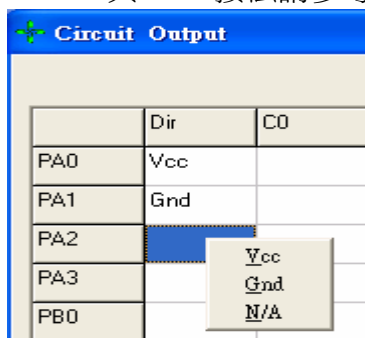 Circuit Output
Dir C0
PA0 Vcc
PA1 Gnd
PA2
Vcc
PA3
Gnd
PB0
N/A